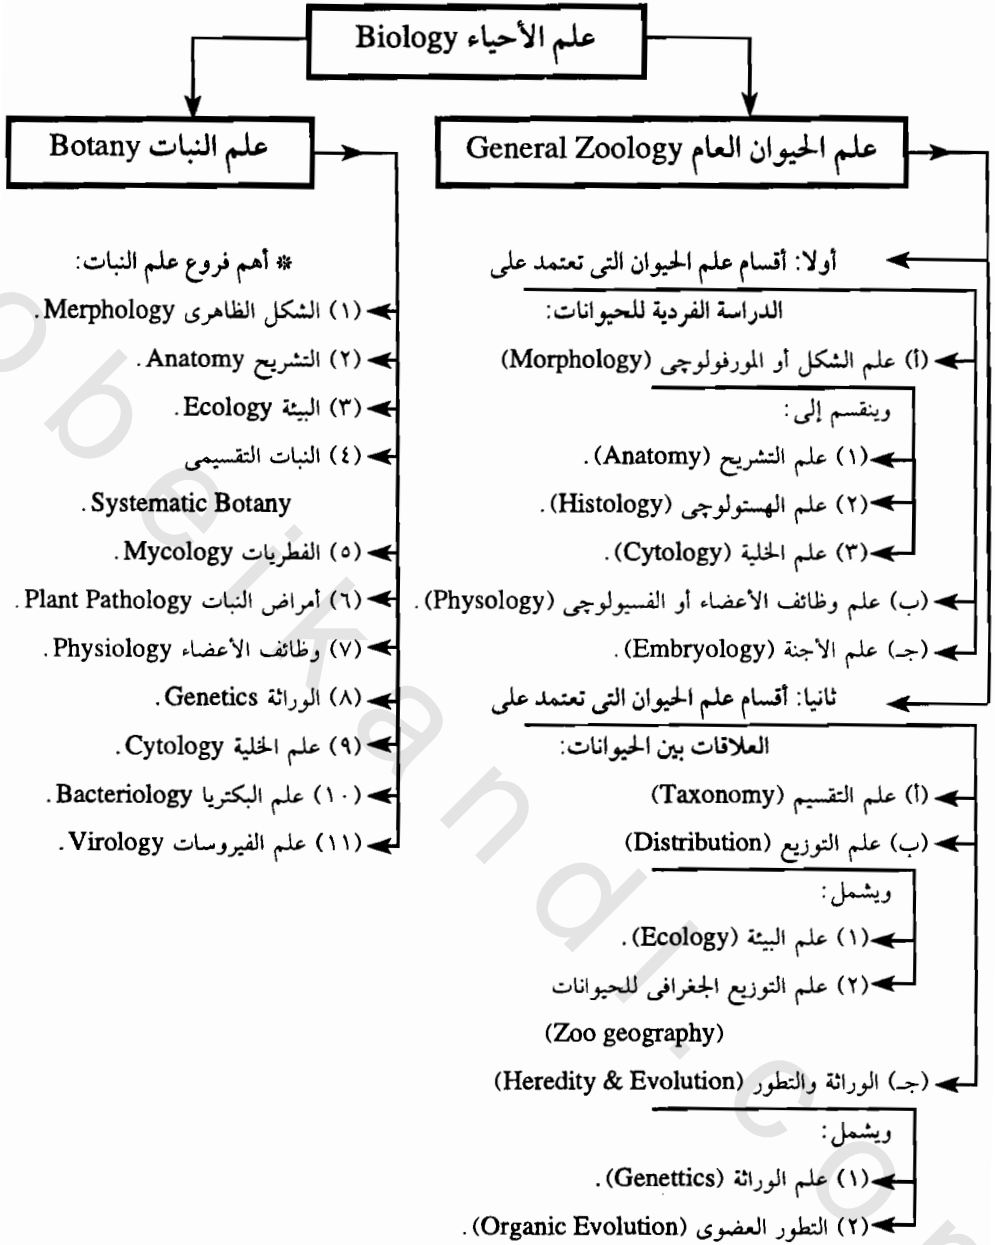 علم الأحياء Biology
علم الحيوان العام General Zoology
أولا: أقسام علم الحيوان التى تعتمد على
الدراسة الفردية للحيوانات:
(أ) علم الشكل أو المورفولوچى (Morphology)
وينقسم إلى:
(١) علم التشريح (Anatomy).
(٢) علم الهستولوچى (Histology).
(٣) علم الخلية (Cytology).
(ب) علم وظائف الأعضاء أو الفسيولوچى (Physology).
(جـ) علم الأجنة (Embryology).
ثانيا: أقسام علم الحيوان التى تعتمد على
العلاقات بين الحيوانات:
(أ) علم التقسيم (Taxonomy)
(ب) علم التوزيع (Distribution)
ويشمل:
(١) علم البيئة (Ecology).
(٢) علم التوزيع الجغرافى للحيوانات
(Zoo geography)
(جـ) الوراثة والتطور (Heredity & Evolution)
ويشمل:
(١) علم الوراثة (Genettics).
(٢) التطور العضوى (Organic Evolution).
علم النبات Botany
* أهم فروع علم النبات:
(١) الشكل الظاهرى Merphology.
(٢) التشريح Anatomy.
(٣) البيئة Ecology.
(٤) النبات التقسيمى
Systematic Botany.
(٥) الفطريات Mycology.
(٦) أمراض النبات Plant Pathology.
(٧) وظائف الأعضاء Physiology.
(٨) الوراثة Genetics.
(٩) علم الخلية Cytology.
(١٠) علم البكتريا Bacteriology.
(١١) علم الفيروسات Virology.
obeikandl.com